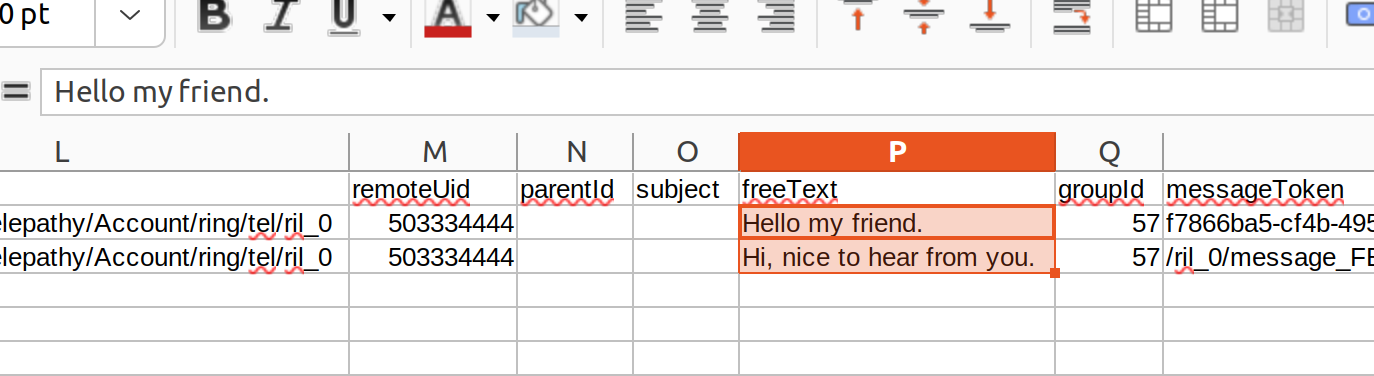 0 pt B I U A
= Hello my friend.
L M N O P Q
remoteUid parentId subject freeText groupId messageToken
elepathy/Account/ring/tel/ril_0 503334444 Hello my friend. 57 f7866ba5-cf4b-495
elepathy/Account/ring/tel/ril_0 503334444 Hi, nice to hear from you. 57 /ril_0/message_FE